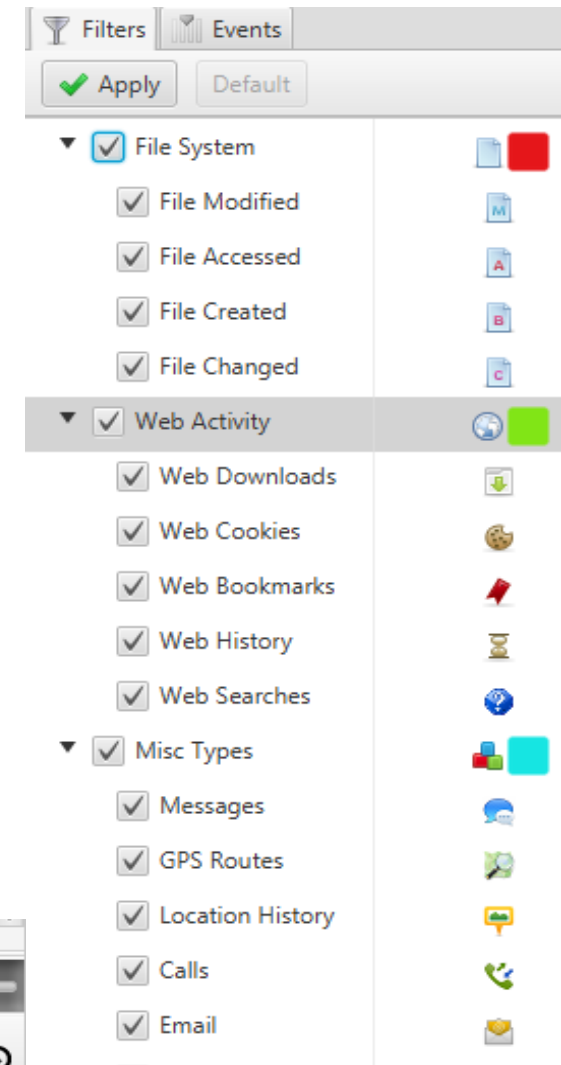 Filters Events
Apply Default
File System
File Modified
M
File Accessed
A
File Created
B
File Changed
C
Web Activity
Web Downloads
Web Cookies
Web Bookmarks
Web History
Web Searches
?
Misc Types
Messages
GPS Routes
Location History
Calls
Email